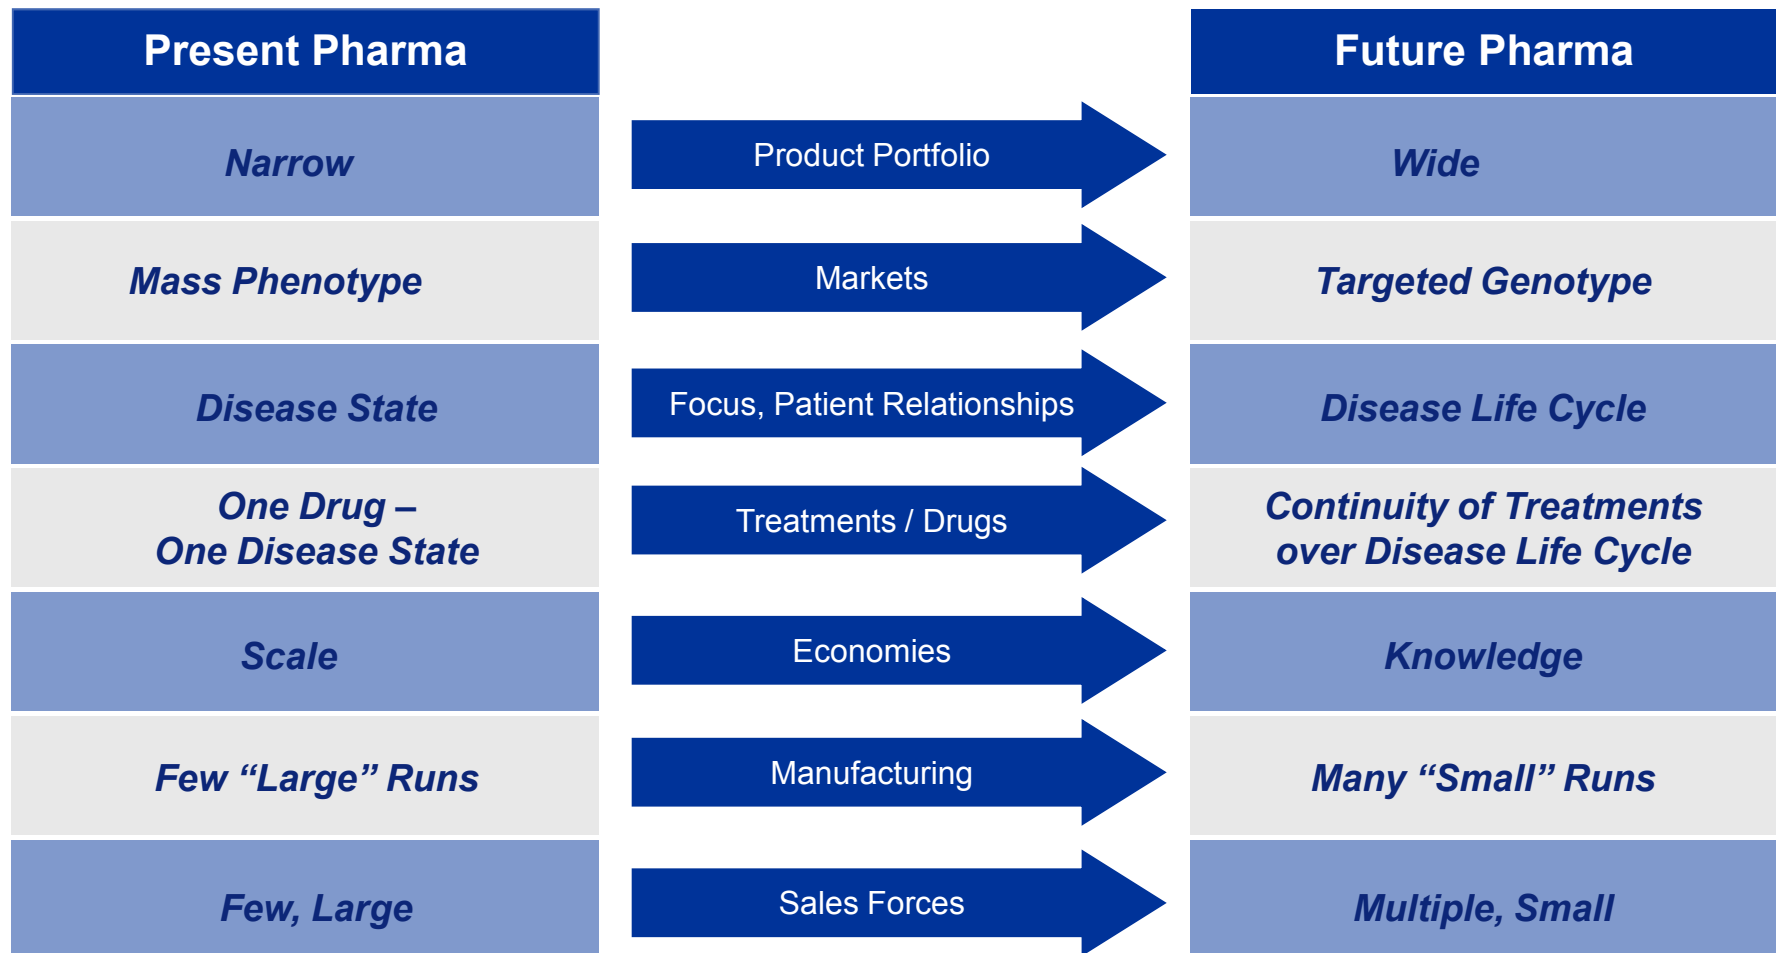 Present Pharma
Future Pharma
Narrow
Product Portfolio
Wide
Mass Phenotype
Markets
Targeted Genotype
Disease State
Focus, Patient Relationships
Disease Life Cycle
One Drug –
One Disease State
Treatments / Drugs
Continuity of Treatments
over Disease Life Cycle
Scale
Economies
Knowledge
Few “Large” Runs
Manufacturing
Many “Small” Runs
Few, Large
Sales Forces
Multiple, Small